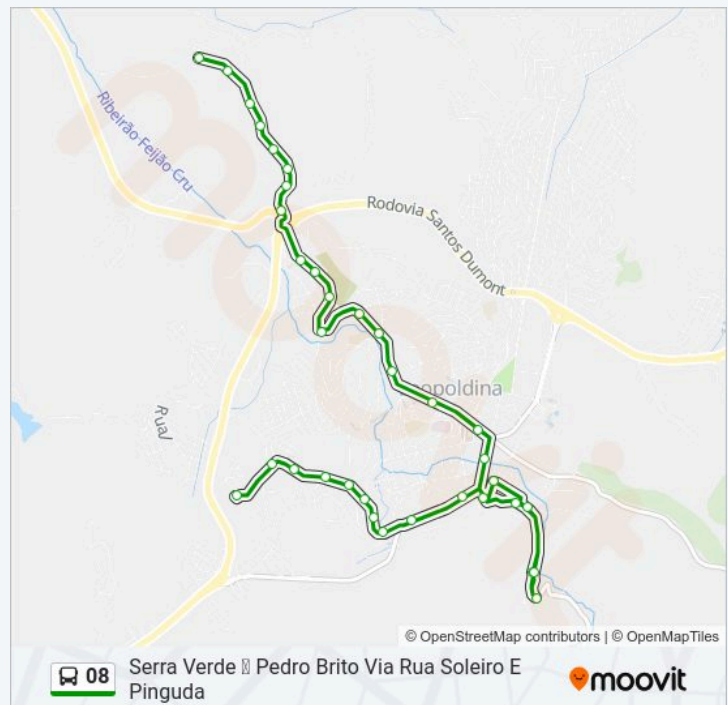 Ribeirão Feijão Cru
Rodovia Santos Dumont
opoldina
Rual
© OpenStreetMap contributors | © OpenMapTiles
08
Serra Verde ▯ Pedro Brito Via Rua Soleiro E
Pinguda
moovit